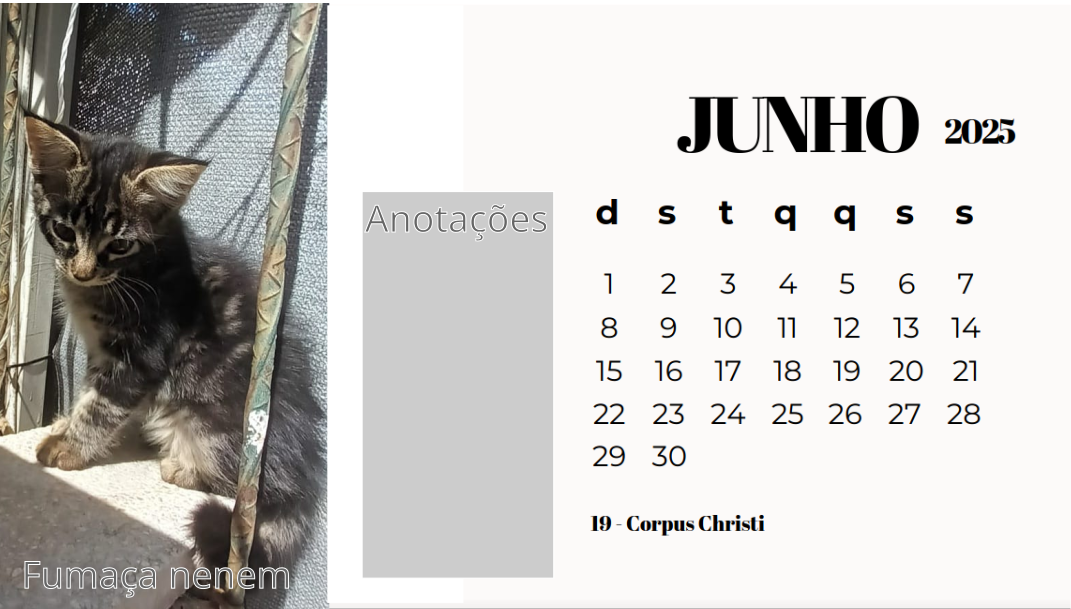 JUNHO 2025
Anotações
d s t q q s s
1 2 3 4 5 6 7
8 9 10 11 12 13 14
15 16 17 18 19 20 21
22 23 24 25 26 27 28
29 30
19 - Corpus Christi
Fumaça nenem